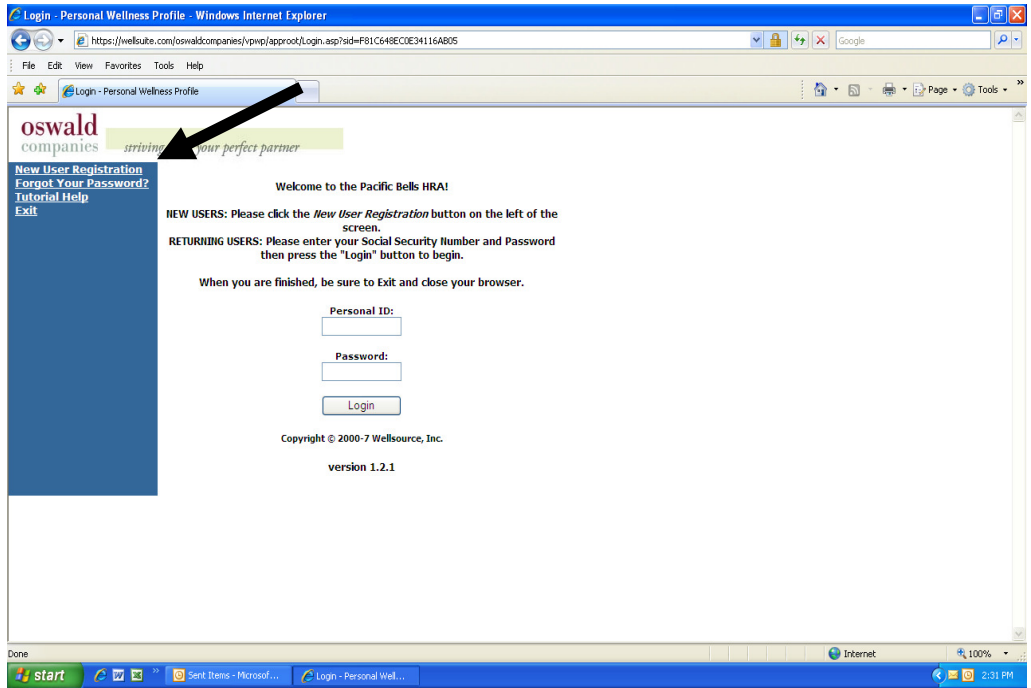 Login - Personal Wellness Profile - Windows Internet Explorer
https://wellsuite.com/oswaldcompanies/vpwp/approot/Login.asp?sid=F81C648EC0E34116AB05
Google
File Edit View Favorites Tools Help
Login - Personal Wellness Profile
Page Tools »
oswald
companies striving your perfect partner
New User Registration
Forgot Your Password?
Tutorial Help
Exit
Welcome to the Pacific Bells HRA!
NEW USERS: Please click the New User Registration button on the left of the
screen.
RETURNING USERS: Please enter your Social Security Number and Password
then press the "Login" button to begin.
When you are finished, be sure to Exit and close your browser.
Personal ID:
Password:
Login
Copyright © 2000-7 Wellsource, Inc.
version 1.2.1
Done Internet 100%
start » Sent Items - Microsof... Login - Personal Well... 2:31 PM